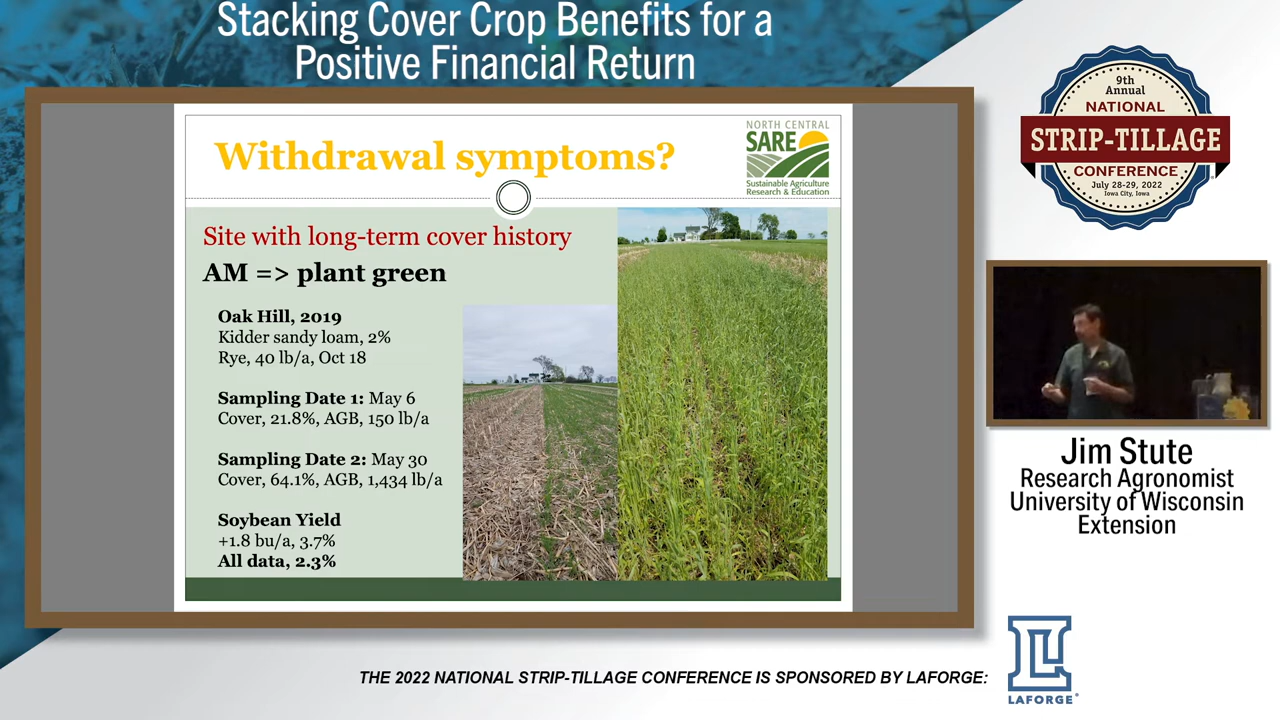 Stacking Cover Crop Benefits for a
Positive Financial Return
Withdrawal symptoms?
NORTH CENTRAL
SARE
Sustainable Agriculture
Research & Education
Site with long-term cover history
AM => plant green
Oak Hill, 2019
Kidder sandy loam, 2%
Rye, 40 lb/a, Oct 18
Sampling Date 1: May 6
Cover, 21.8%, AGB, 150 lb/a
Sampling Date 2: May 30
Cover, 64.1%, AGB, 1,434 lb/a
Soybean Yield
+1.8 bu/a, 3.7%
All data, 2.3%
9th
Annual
NATIONAL
STRIP-TILLAGE
CONFERENCE
July 28-29, 2022
Iowa City, Iowa
Jim Stute
Research Agronomist
University of Wisconsin
Extension
THE 2022 NATIONAL STRIP-TILLAGE CONFERENCE IS SPONSORED BY LAFORGE:
LAFORGE